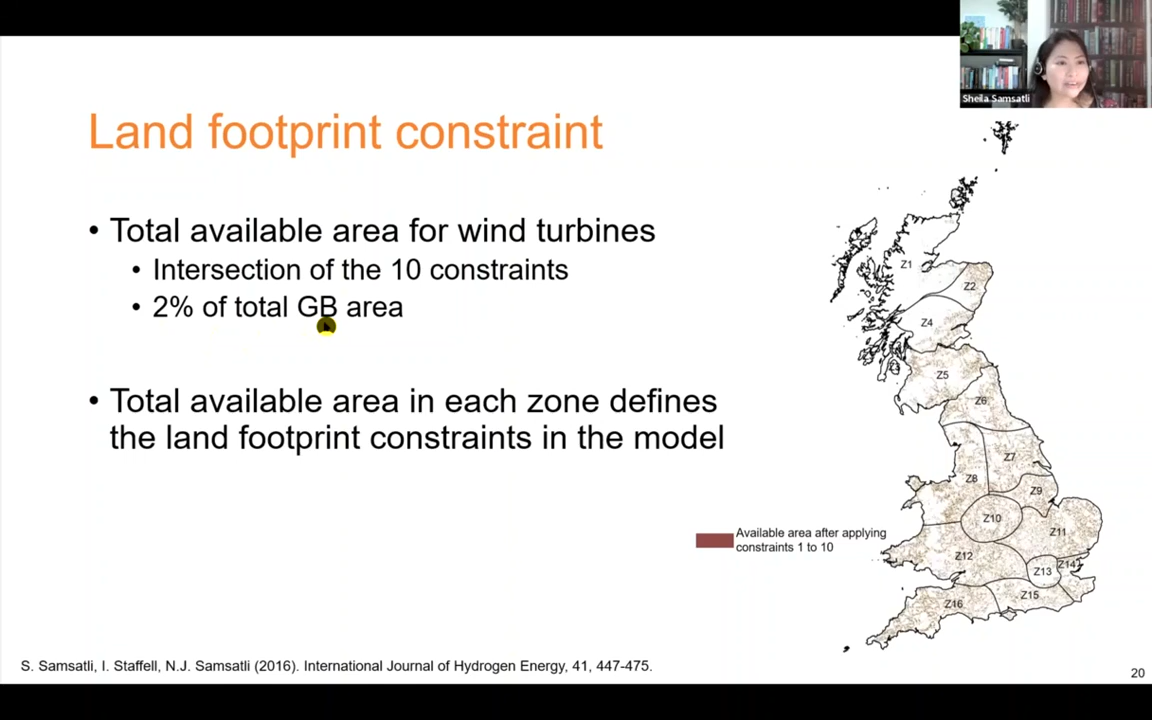 Sheila Samsatli
Land footprint constraint
• Total available area for wind turbines
• Intersection of the 10 constraints
• 2% of total GB area
• Total available area in each zone defines
the land footprint constraints in the model
Z1
Z2
Z4
Z5
Z6
Z7
Z8
Z9
Z10
Z11
Z12
Z13
Z14
Z15
Z16
Available area after applying
constraints 1 to 10
S. Samsatli, I. Staffell, N.J. Samsatli (2016). International Journal of Hydrogen Energy, 41, 447-475.
20